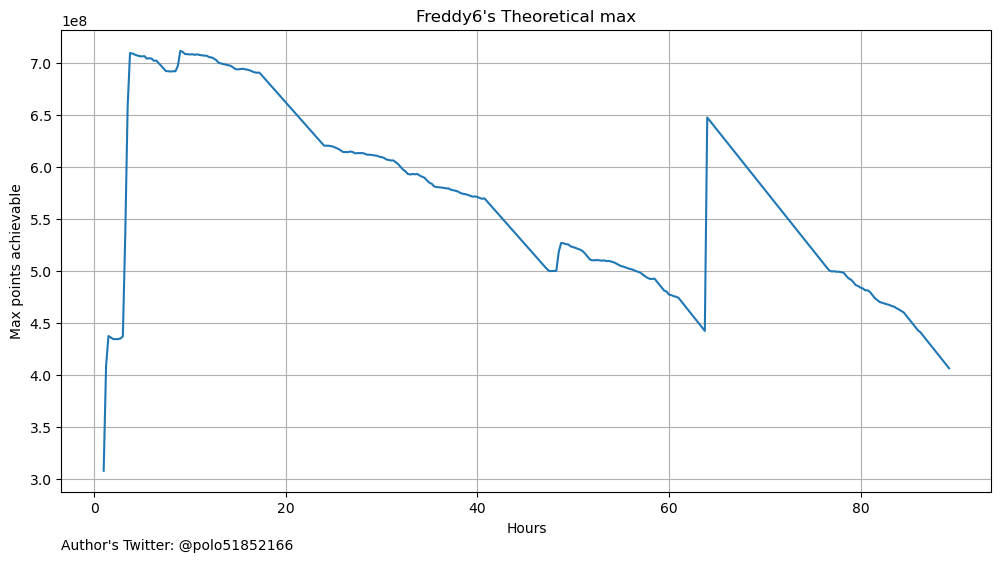 Freddy6's Theoretical max
1e8
7.0
6.5
6.0
5.5
5.0
4.5
4.0
3.5
3.0
Max points achievable
0 20 40 60 80
Hours
Author's Twitter: @polo51852166